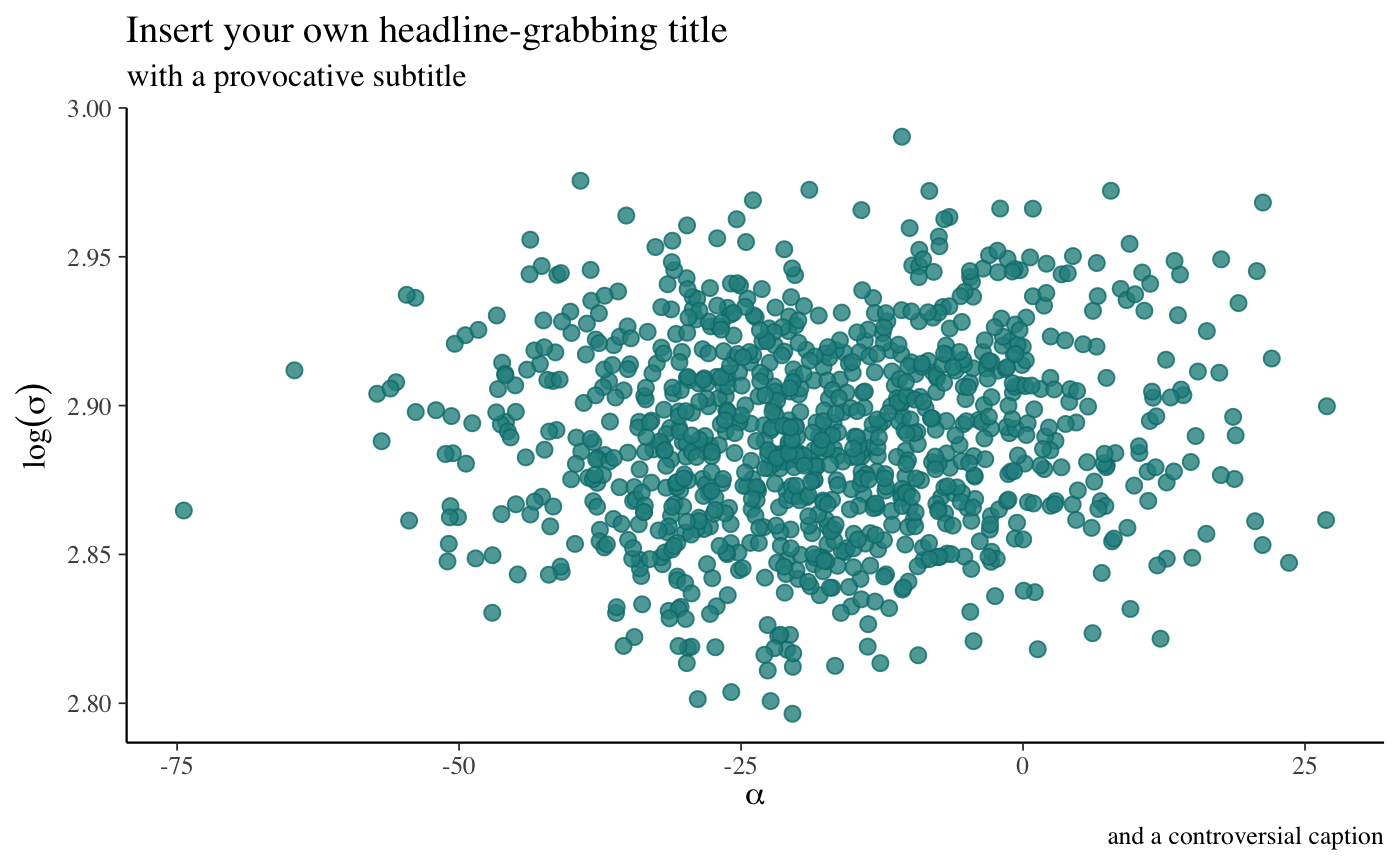 Insert your own headline-grabbing title
with a provocative subtitle
3.00
2.95
2.90
2.85
2.80
log(σ)
-75 -50 -25 0 25
α
and a controversial caption